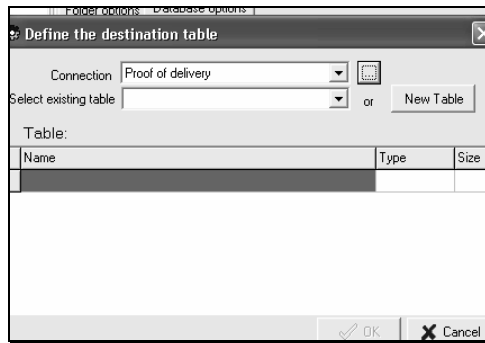 Folder options Database options
Define the destination table
Connection Proof of delivery
Select existing table or New Table
Table:
Name Type Size
OK Cancel